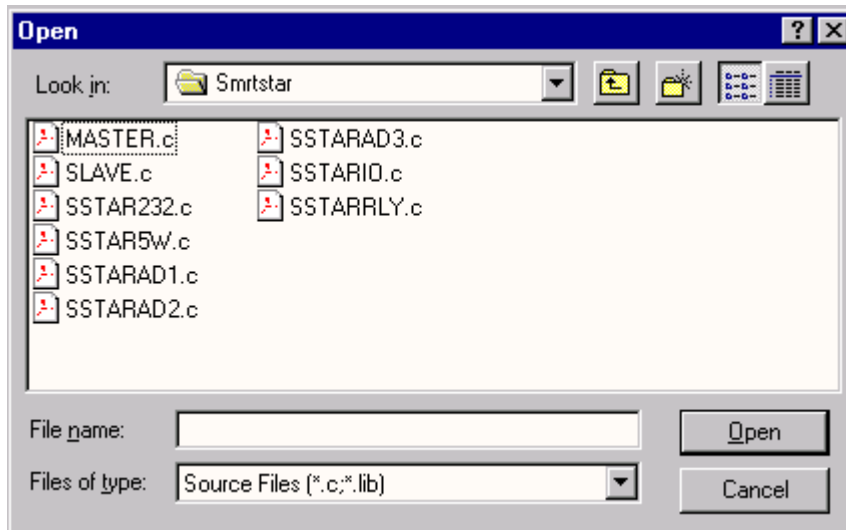 Open
Look in: Smrtstar
MASTER.c
SLAVE.c
SSTAR232.c
SSTAR5W.c
SSTARAD1.c
SSTARAD2.c
SSTARAD3.c
SSTARIO.c
SSTARRLY.c
File name: Open
Files of type: Source Files (*.c;*.lib) Cancel